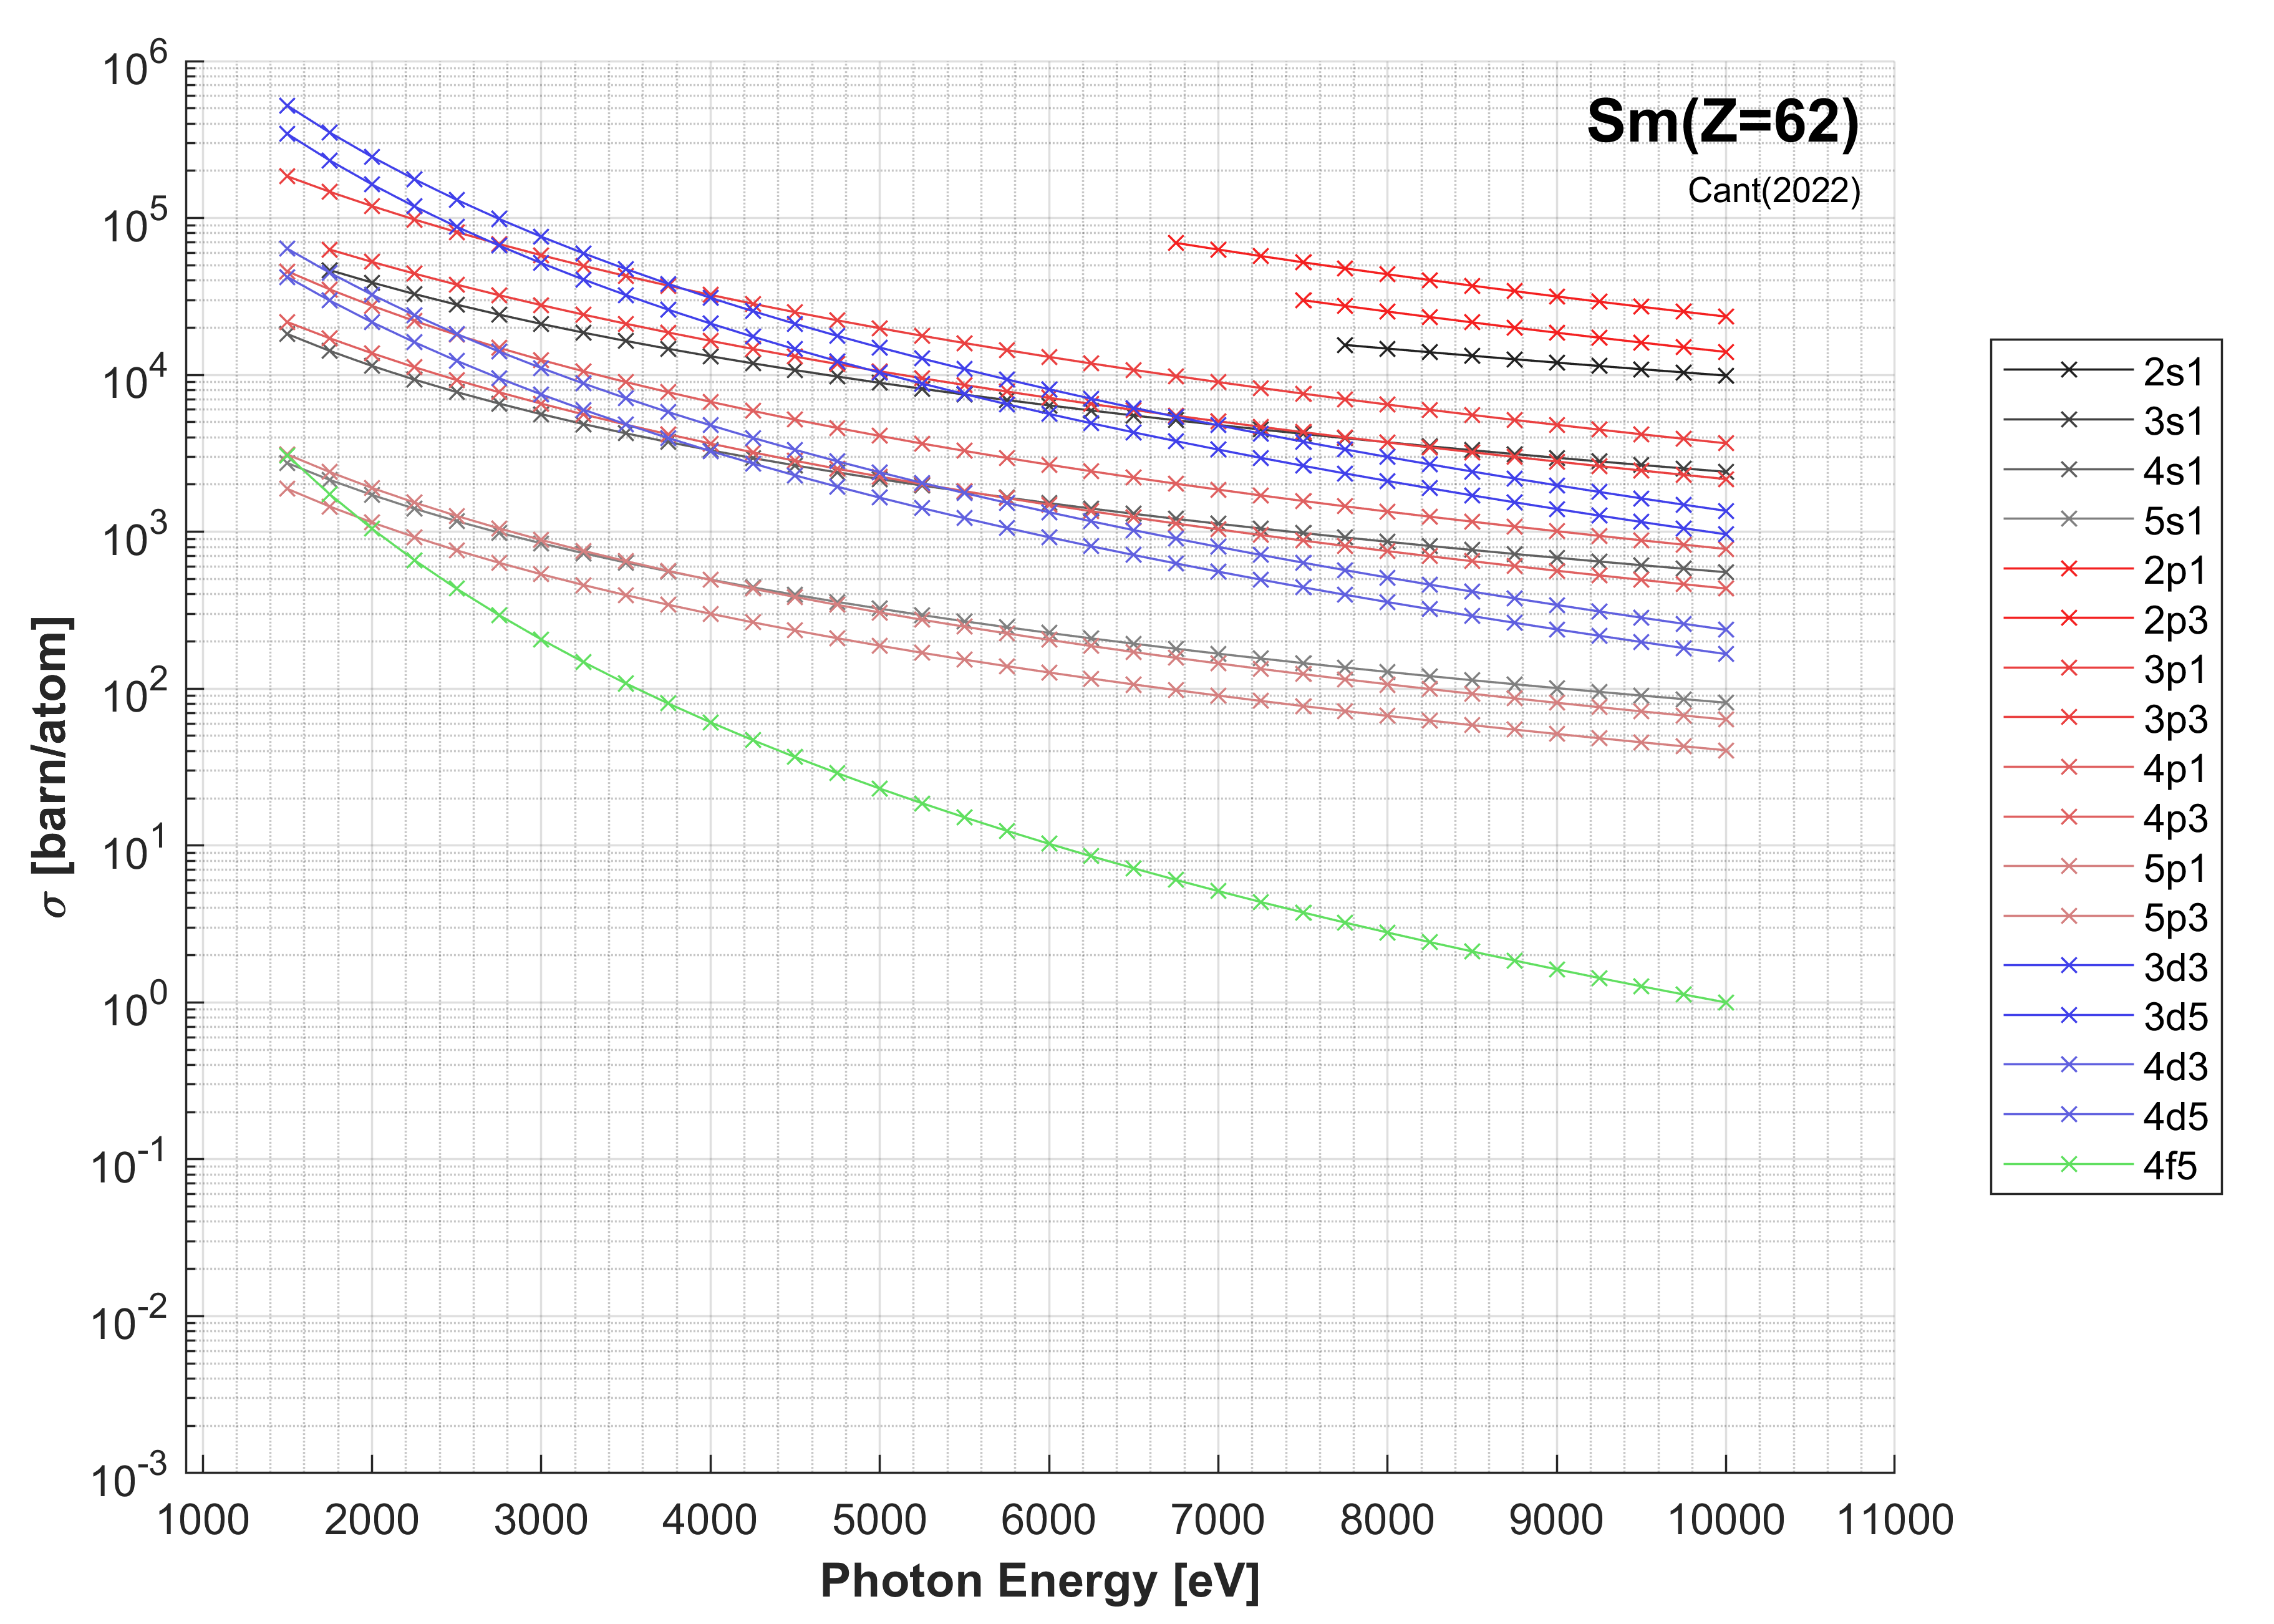 Sm(Z=62)
Cant(2022)
10^6
10^5
10^4
10^3
10^2
10^1
10^0
10^-1
10^-2
10^-3
σ [barn/atom]
1000 2000 3000 4000 5000 6000 7000 8000 9000 10000 11000
Photon Energy [eV]
2s1
3s1
4s1
5s1
2p1
2p3
3p1
3p3
4p1
4p3
5p1
5p3
3d3
3d5
4d3
4d5
4f5